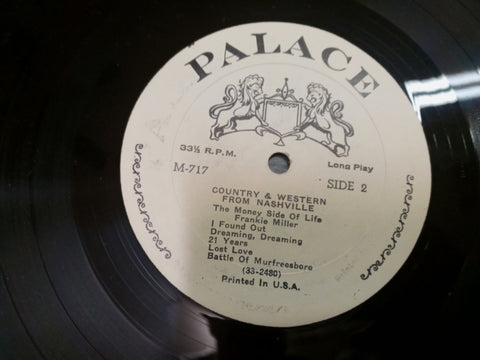 PALACE
33⅓ R.P.M.
Long Play
M-717
SIDE 2
COUNTRY & WESTERN
FROM NASHVILLE
The Money Side Of Life
Frankie Miller
I Found Out
Dreaming, Dreaming
21 Years
Lost Love
Battle Of Murfreesboro
(33-2480)
Printed In U.S.A.